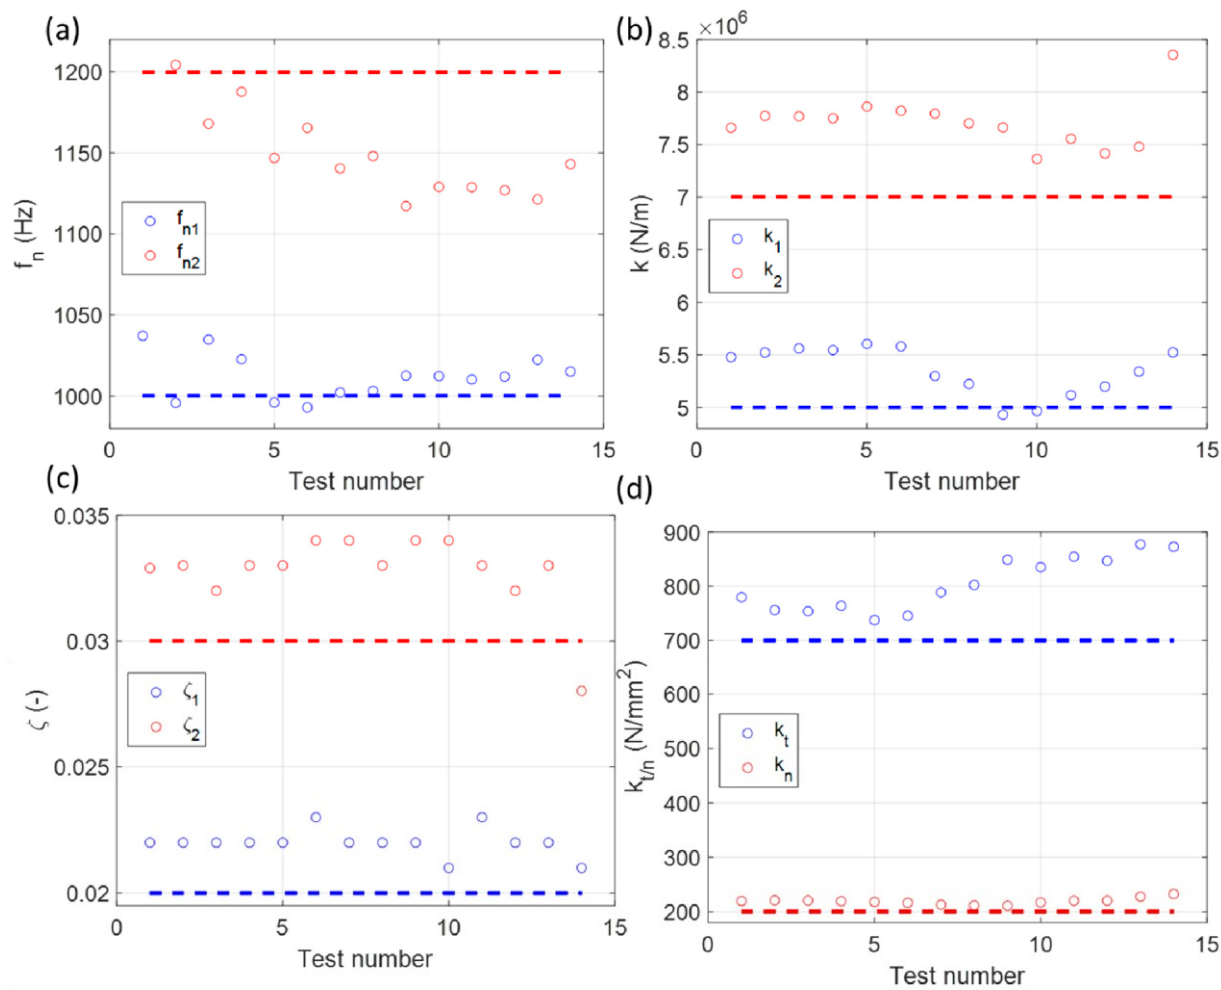 (a)
1200
1150
1100
1050
1000
f_n (Hz)
f_n1
f_n2
0
5
10
15
Test number
(b)
×10^6
8.5
8
7.5
7
6.5
6
5.5
5
k (N/m)
k_1
k_2
0
5
10
15
Test number
(c)
0.035
0.03
0.025
0.02
ζ (-)
ζ_1
ζ_2
0
5
10
15
Test number
(d)
900
800
700
600
500
400
300
200
k_t/n (N/mm^2)
k_t
k_n
0
5
10
15
Test number